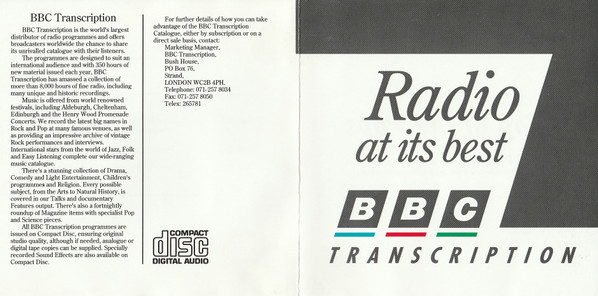 BBC Transcription
BBC Transcription is the world's largest
distributor of radio programmes and offers
broadcasters worldwide the chance to share
its unrivalled catalogue with their listeners.
The programmes are designed to suit an
international audience and with 350 hours of
new material issued each year, BBC
Transcription has amassed a collection of
more than 8,000 hours of fine radio, including
many unique and historic recordings.
Music is offered from world renowned
festivals, including Aldeburgh, Cheltenham,
Edinburgh and the Henry Wood Promenade
Concerts. We record the latest big names in
Rock and Pop at many famous venues, as well
as providing an impressive archive of vintage
Rock performances and interviews.
International stars from the world of Jazz, Folk
and Easy Listening complete our wide-ranging
music catalogue.
There's a stunning collection of Drama,
Comedy and Light Entertainment, Children's
programmes and Religion. Every possible
subject, from the Arts to Natural History, is
covered in our Talks and documentary
Features output. There's also a fortnightly
roundup of Magazine items with specialist Pop
and Science pieces.
All BBC Transcription programmes are
issued on Compact Disc, ensuring original
studio quality, although if needed, analogue or
digital tape copies can be supplied. Specially
recorded Sound Effects are also available on
Compact Disc.
For further details of how you can take
advantage of the BBC Transcription
Catalogue, either by subscription or on a
direct sale basis, contact:
Marketing Manager,
BBC Transcription,
Bush House,
PO Box 76,
Strand,
LONDON WC2B 4PH.
Telephone: 071-257 8034
Fax: 071-257 8050
Telex: 265781
COMPACT
disc
DIGITAL AUDIO
Radio
at its best
BBC
TRANSCRIPTION